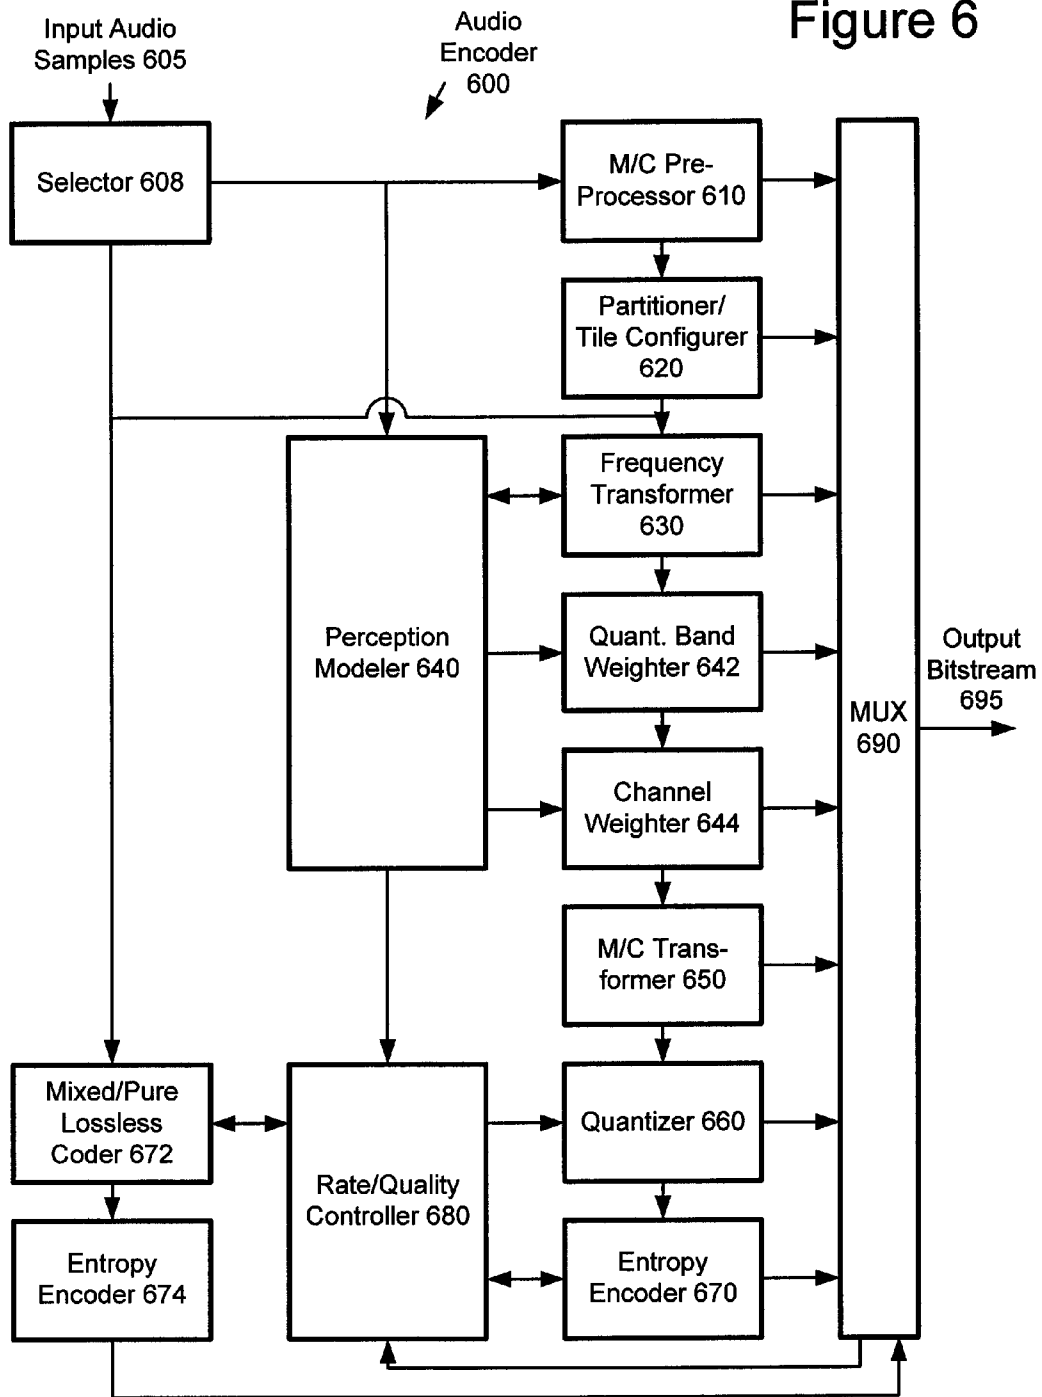 Figure 6
Input Audio
Samples 605
Audio
Encoder
600
Selector 608
M/C Pre-
Processor 610
Partitioner/
Tile Configurer
620
Frequency
Transformer
630
Perception
Modeler 640
Quant. Band
Weighter 642
Output
Bitstream
695
MUX
690
Channel
Weighter 644
M/C Trans-
former 650
Mixed/Pure
Lossless
Coder 672
Quantizer 660
Rate/Quality
Controller 680
Entropy
Encoder 674
Entropy
Encoder 670